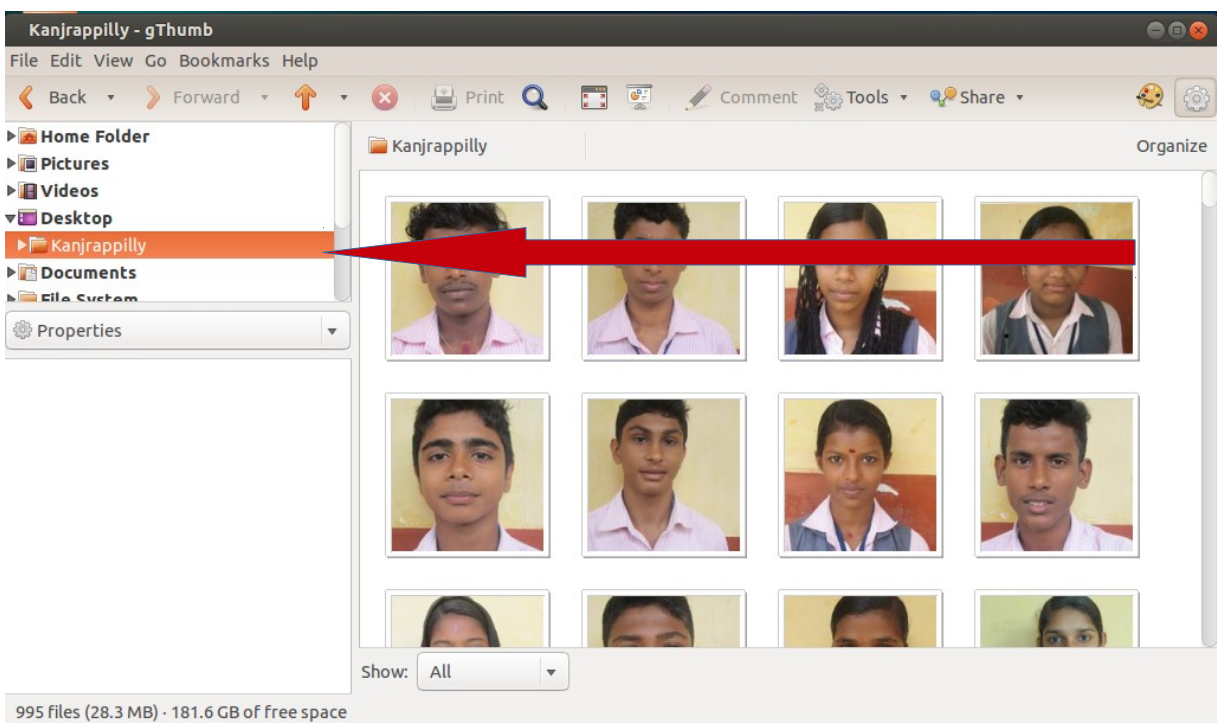 Kanjrappilly - gThumb
File Edit View Go Bookmarks Help
Back Forward Print Comment Tools Share
Home Folder
Pictures
Videos
Desktop
Kanjrappilly
Documents
File System
Properties
Kanjrappilly Organize
Show: All
995 files (28.3 MB) · 181.6 GB of free space